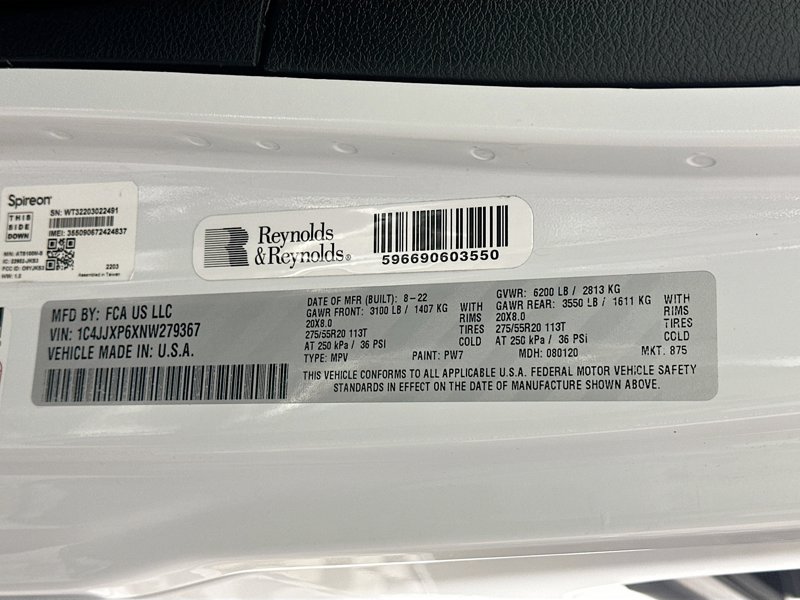 Spireon
THIS
SIDE
DOWN
SN: WT32203022491
IMEI: 355090672424837
2203
Assembled in Taiwan
Reynolds
&Reynolds®
596690603550
MFD BY: FCA US LLC
VIN: 1C4JJXP6XNW279367
VEHICLE MADE IN: U.S.A.
DATE OF MFR (BUILT): 8-22
GAWR FRONT: 3100 LB / 1407 KG WITH
20X8.0 RIMS
275/55R20 113T TIRES
AT 250 kPA / 36 PSi COLD
TYPE: MPV PAINT: PW7
GVWR: 6200 LB / 2813 KG
GAWR REAR: 3550 LB / 1611 KG WITH
20X8.0 RIMS
275/55R20 113T TIRES
AT 250 kPA / 36 PSi COLD
MDH: 080120 MKT: 875
THIS VEHICLE CONFORMS TO ALL APPLICABLE U.S.A. FEDERAL MOTOR VEHICLE SAFETY
STANDARDS IN EFFECT ON THE DATE OF MANUFACTURE SHOWN ABOVE.